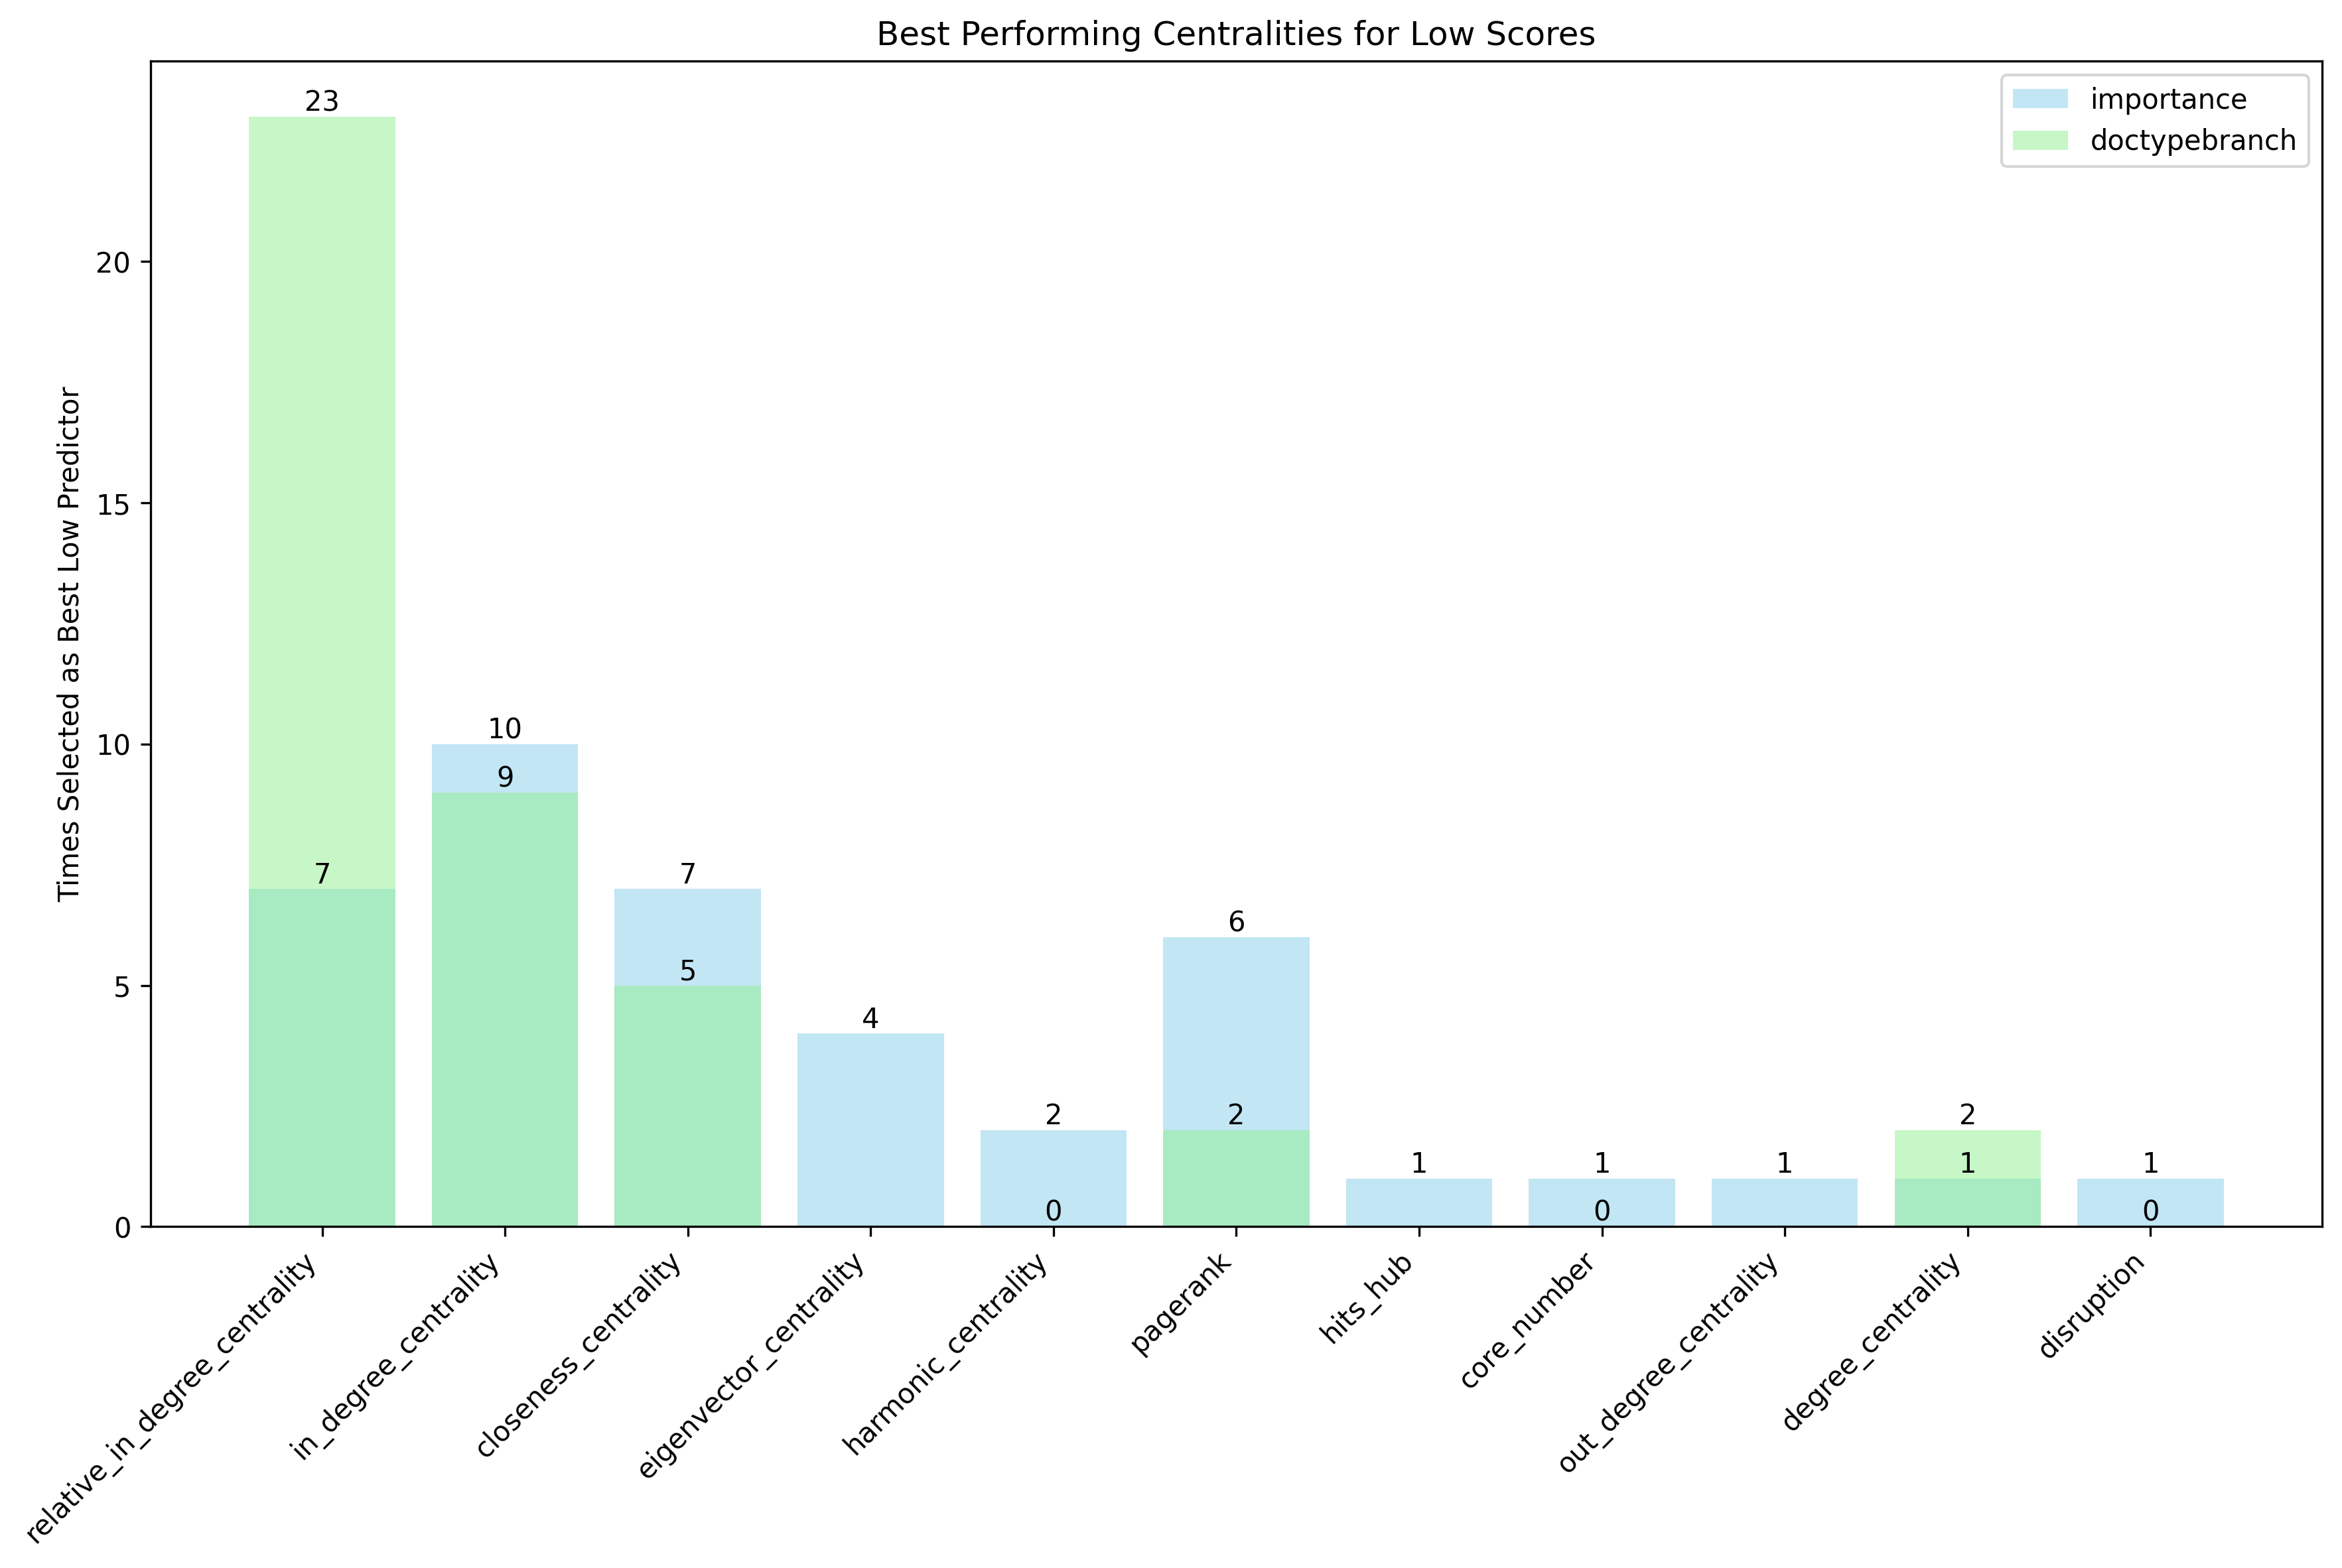 Best Performing Centralities for Low Scores
importance
doctypebranch
Times Selected as Best Low Predictor
20
15
10
5
0
23
7
10
9
7
5
4
2
0
6
2
1
1
0
1
2
1
1
0
relative_in_degree_centrality
in_degree_centrality
closeness_centrality
eigenvector_centrality
harmonic_centrality
pagerank
hits_hub
core_number
out_degree_centrality
degree_centrality
disruption